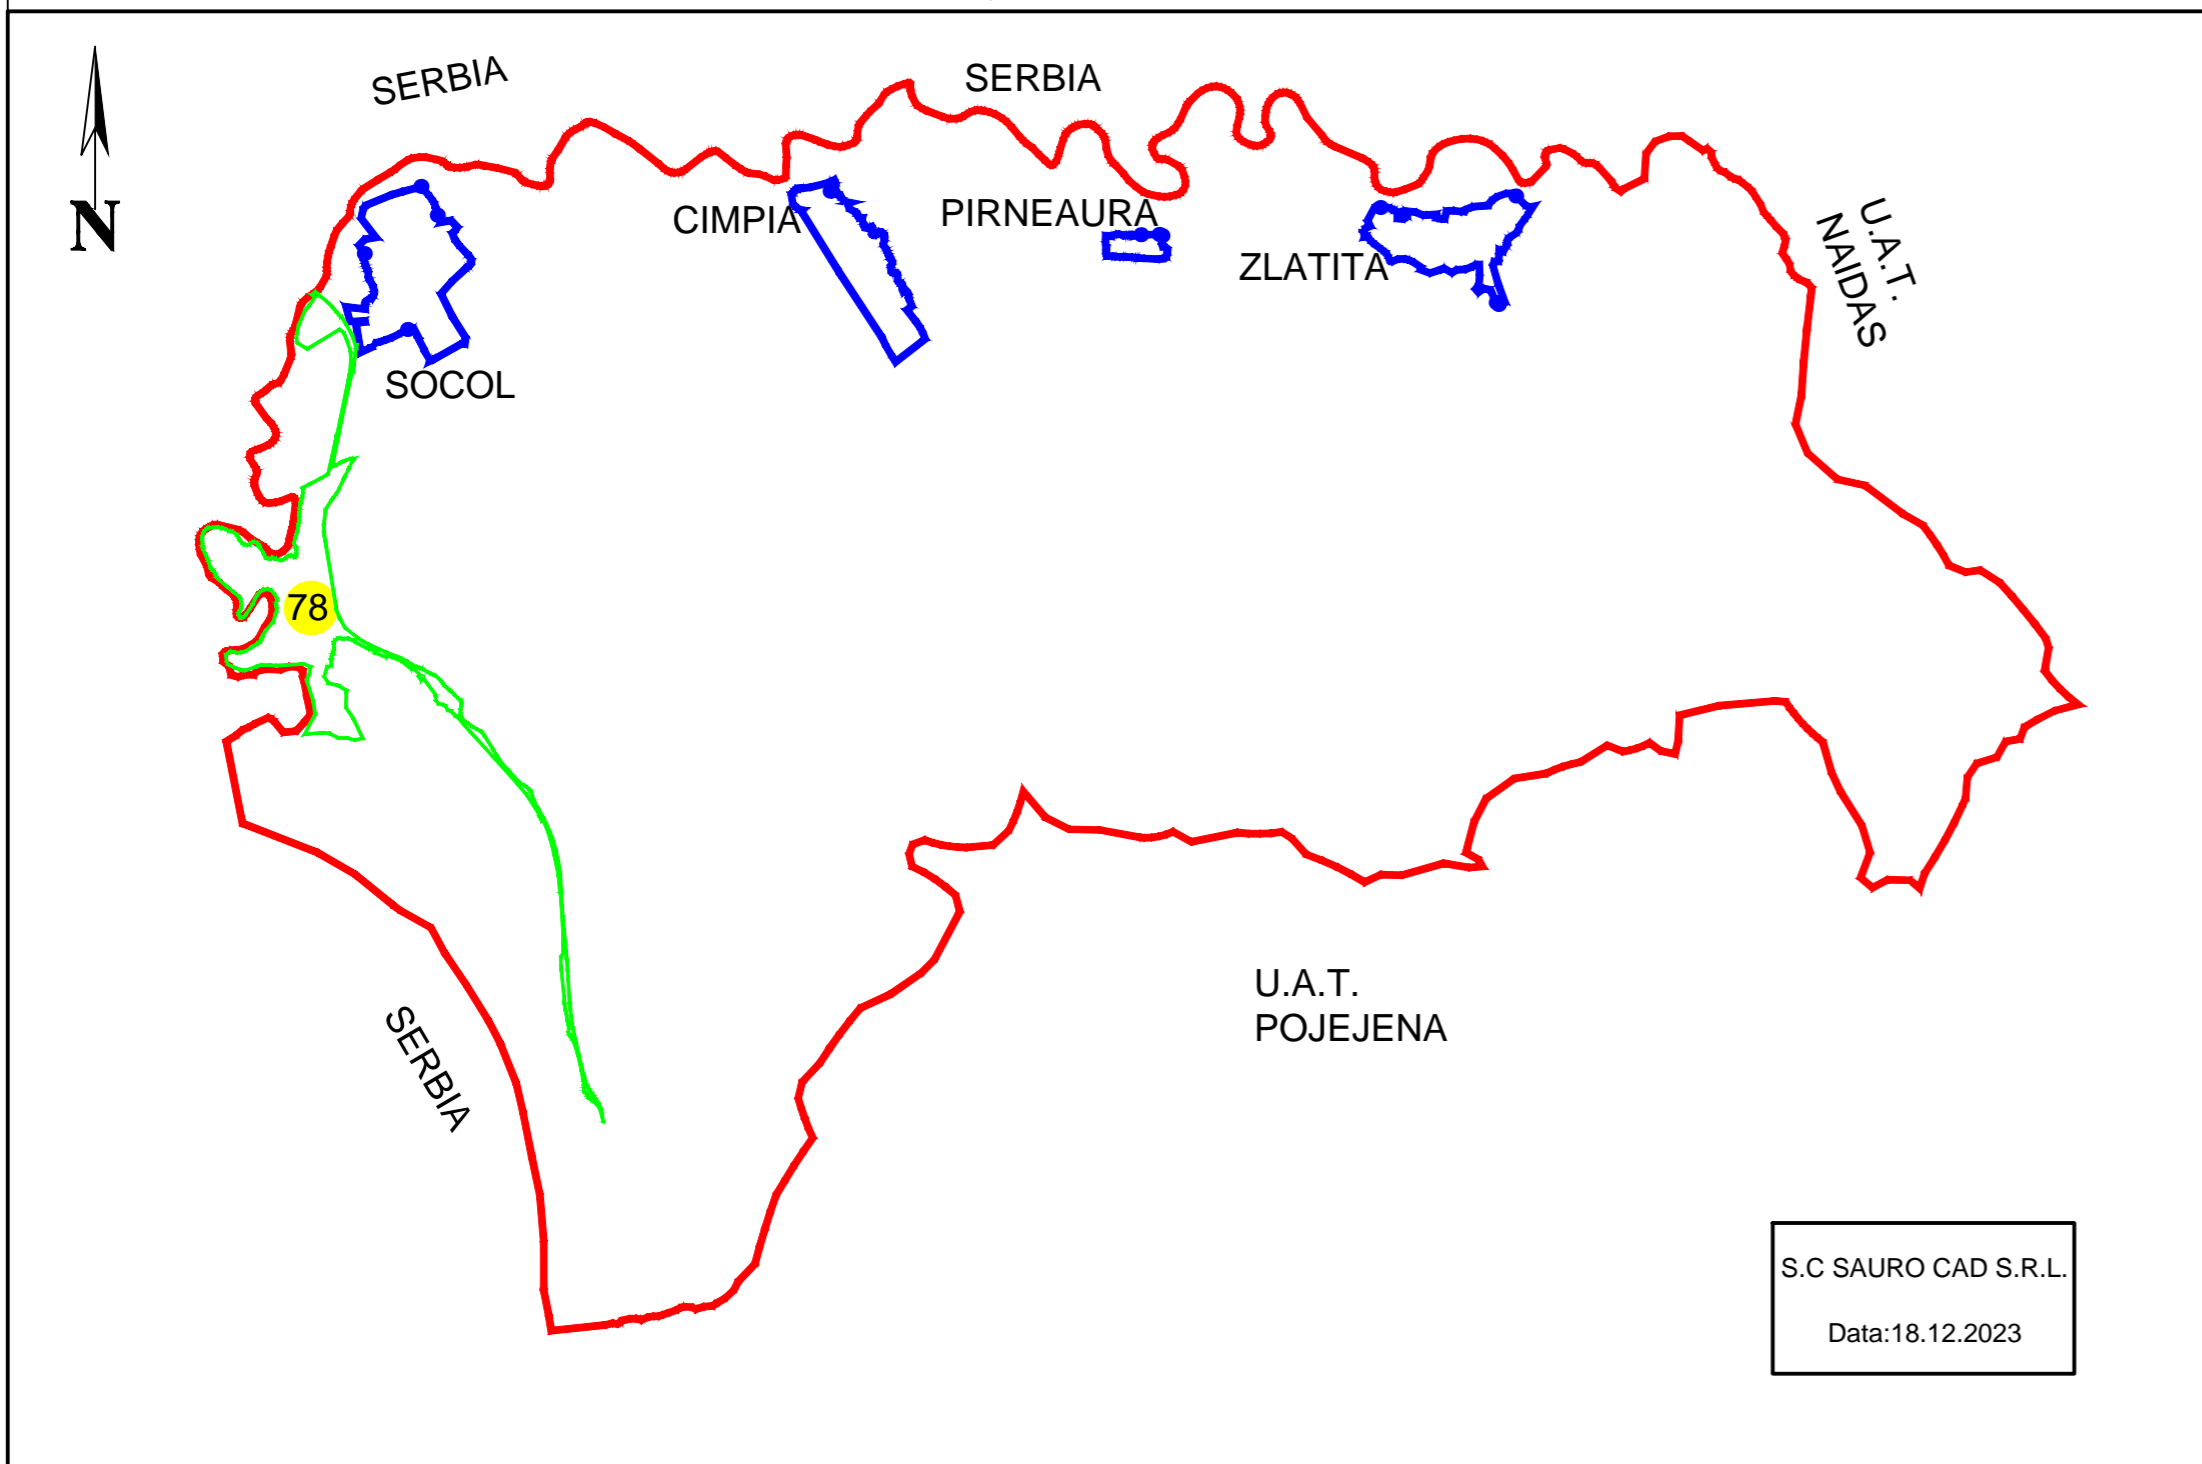 SERBIA
SERBIA
N
CIMPIA
PIRNEAURA
ZLATITA
U.A.T.
NAIDAS
SOCOL
78
U.A.T.
POJEJENA
SERBIA
S.C SAURO CAD S.R.L.
Data:18.12.2023